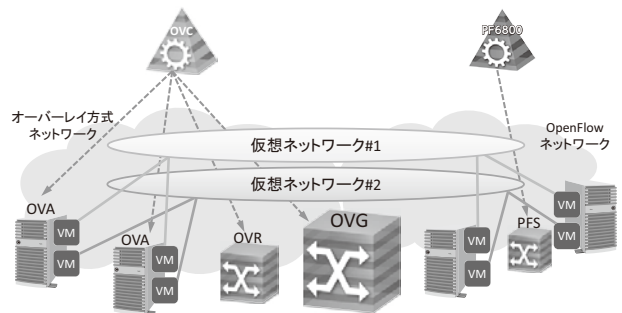 OVC
PF6800
オーバーレイ方式
ネットワーク
OpenFlow
ネットワーク
仮想ネットワーク#1
仮想ネットワーク#2
OVA
VM
VM
OVA
VM
VM
OVR
OVG
VM
VM
PFS
VM
VM